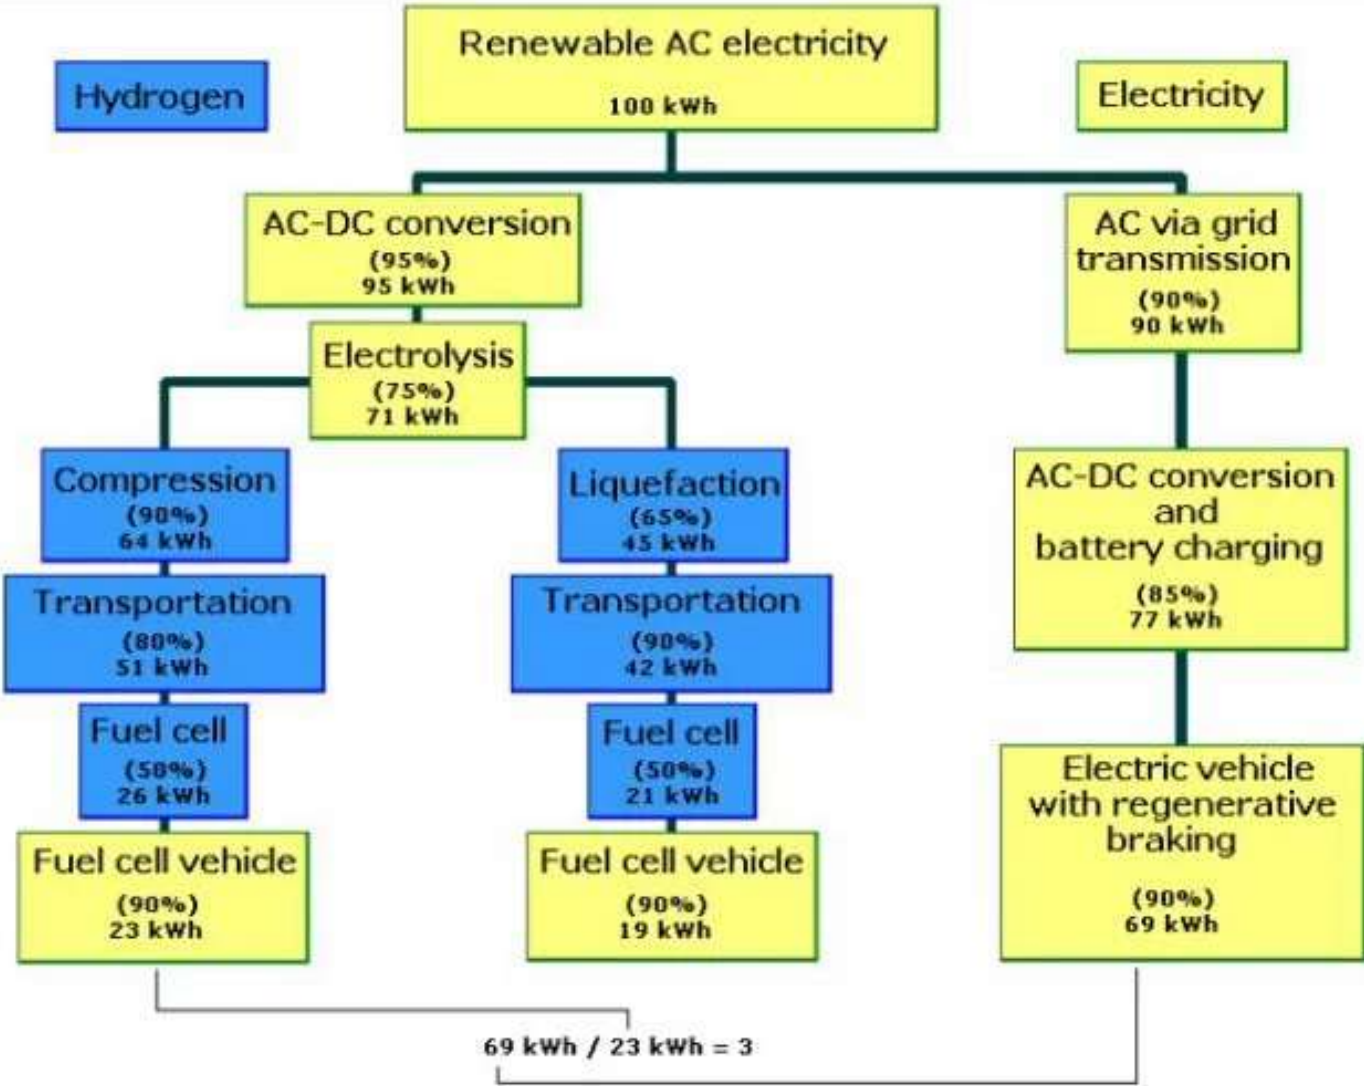 Renewable AC electricity
100 kWh
Hydrogen
Electricity
AC-DC conversion
(95%)
95 kWh
AC via grid
transmission
(90%)
90 kWh
Electrolysis
(75%)
71 kWh
Compression
(90%)
64 kWh
Liquefaction
(65%)
45 kWh
AC-DC conversion
and
battery charging
(85%)
77 kWh
Transportation
(80%)
51 kWh
Transportation
(90%)
42 kWh
Fuel cell
(50%)
26 kWh
Fuel cell
(50%)
21 kWh
Electric vehicle
with regenerative
braking
(90%)
69 kWh
Fuel cell vehicle
(90%)
23 kWh
Fuel cell vehicle
(90%)
19 kWh
69 kWh / 23 kWh = 3